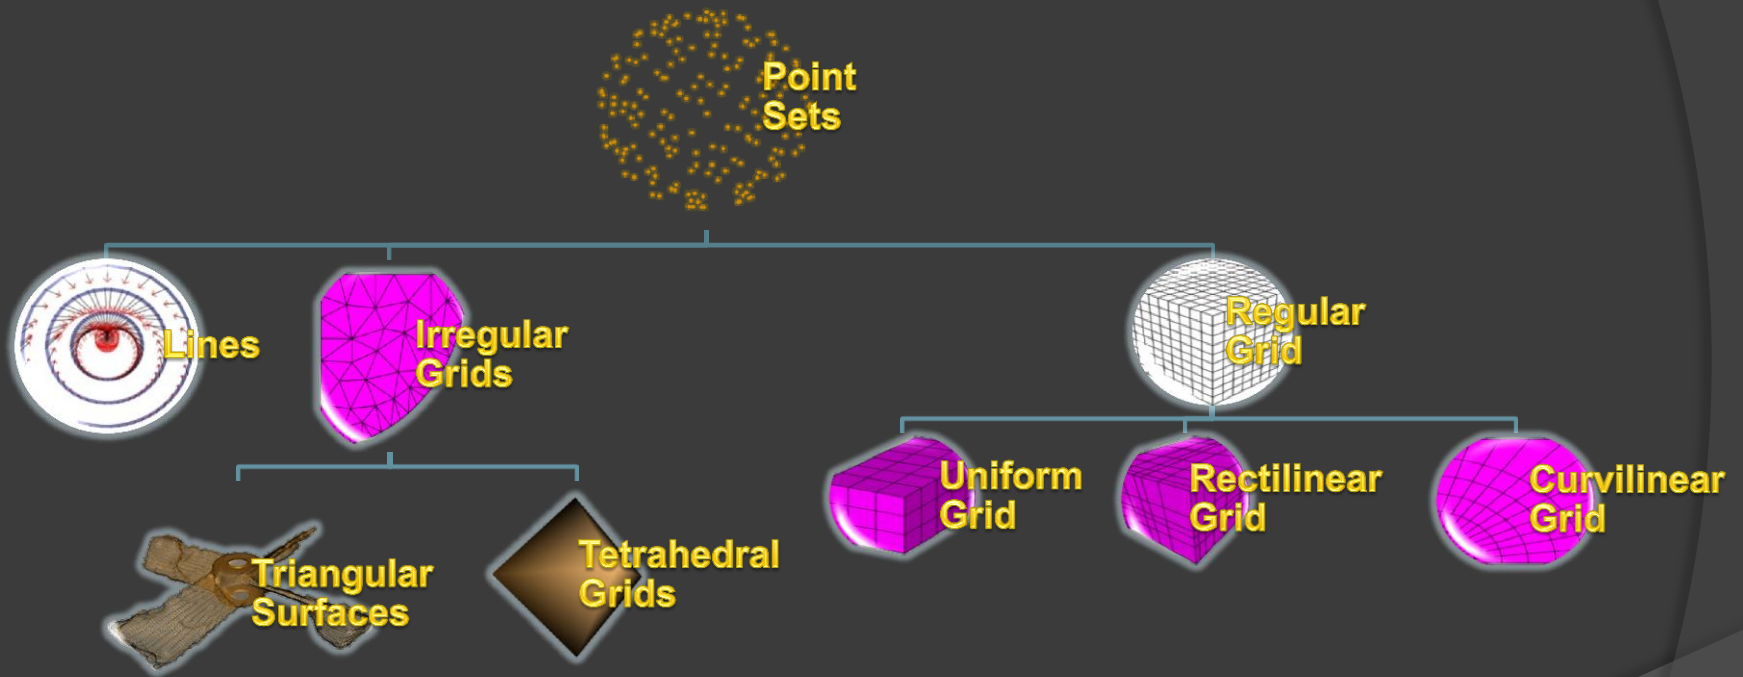 Point
Sets
Lines
Irregular
Grids
Regular
Grid
Triangular
Surfaces
Tetrahedral
Grids
Uniform
Grid
Rectilinear
Grid
Curvilinear
Grid